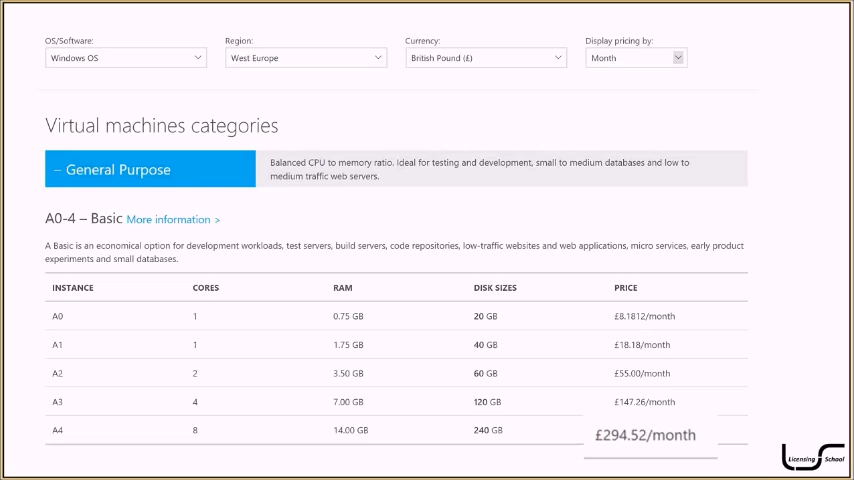 OS/Software: Region: Currency: Display pricing by:
Windows OS West Europe British Pound (£) Month
Virtual machines categories
– General Purpose
Balanced CPU to memory ratio. Ideal for testing and development, small to medium databases and low to
medium traffic web servers.
A0-4 – Basic More information >
A Basic is an economical option for development workloads, test servers, build servers, code repositories, low-traffic websites and web applications, micro services, early product
experiments and small databases.
INSTANCE CORES RAM DISK SIZES PRICE
A0 1 0.75 GB 20 GB £8.1812/month
A1 1 1.75 GB 40 GB £18.18/month
A2 2 3.50 GB 60 GB £55.00/month
A3 4 7.00 GB 120 GB £147.26/month
A4 8 14.00 GB 240 GB £294.52/month
Licensing School